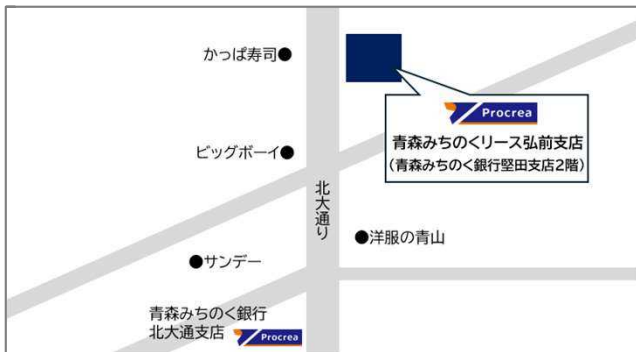 かっぱ寿司
Procrea
青森みちのくリース弘前支店
(青森みちのく銀行堅田支店2階)
ビッグボーイ
北大通り
洋服の青山
サンデー
青森みちのく銀行
北大通支店
Procrea